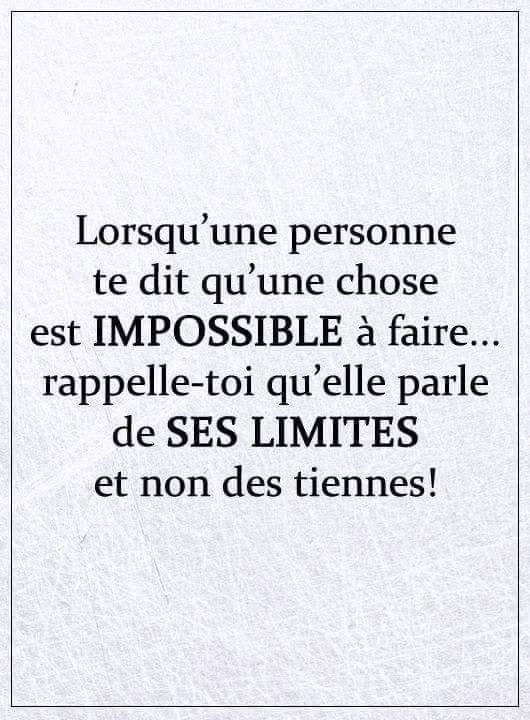 Lorsqu’une personne
te dit qu’une chose
est IMPOSSIBLE à faire...
rappelle-toi qu’elle parle
de SES LIMITES
et non des tiennes!